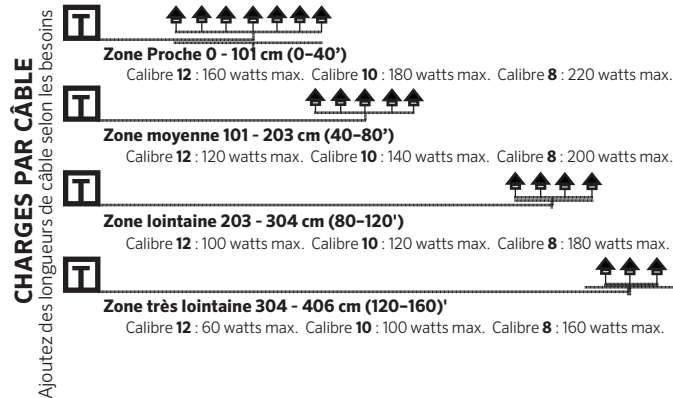 CHARGES PAR CÂBLE
Ajoutez des longueurs de câble selon les besoins
T
Zone Proche 0 - 101 cm (0–40’)
Calibre 12 : 160 watts max. Calibre 10 : 180 watts max. Calibre 8 : 220 watts max.
T
Zone moyenne 101 - 203 cm (40–80’)
Calibre 12 : 120 watts max. Calibre 10 : 140 watts max. Calibre 8 : 200 watts max.
T
Zone lointaine 203 - 304 cm (80–120')
Calibre 12 : 100 watts max. Calibre 10 : 120 watts max. Calibre 8 : 180 watts max.
T
Zone très lointaine 304 - 406 cm (120–160)'
Calibre 12 : 60 watts max. Calibre 10 : 100 watts max. Calibre 8 : 160 watts max.